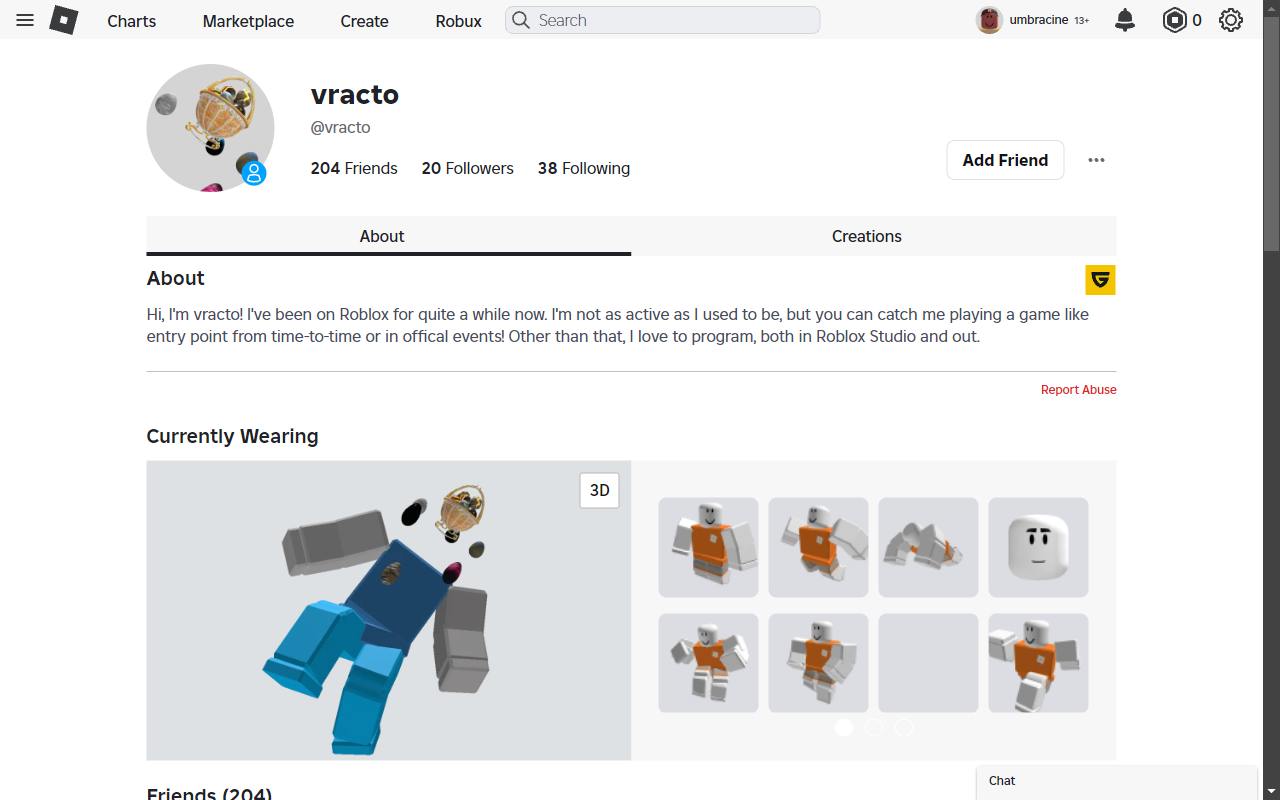 Charts Marketplace Create Robux Search umbracine 13+ 0
vracto
@vracto
204 Friends 20 Followers 38 Following
Add Friend
About Creations
About
Hi, I'm vracto! I've been on Roblox for quite a while now. I'm not as active as I used to be, but you can catch me playing a game like
entry point from time-to-time or in offical events! Other than that, I love to program, both in Roblox Studio and out.
Report Abuse
Currently Wearing
3D
Friends (204)
Chat